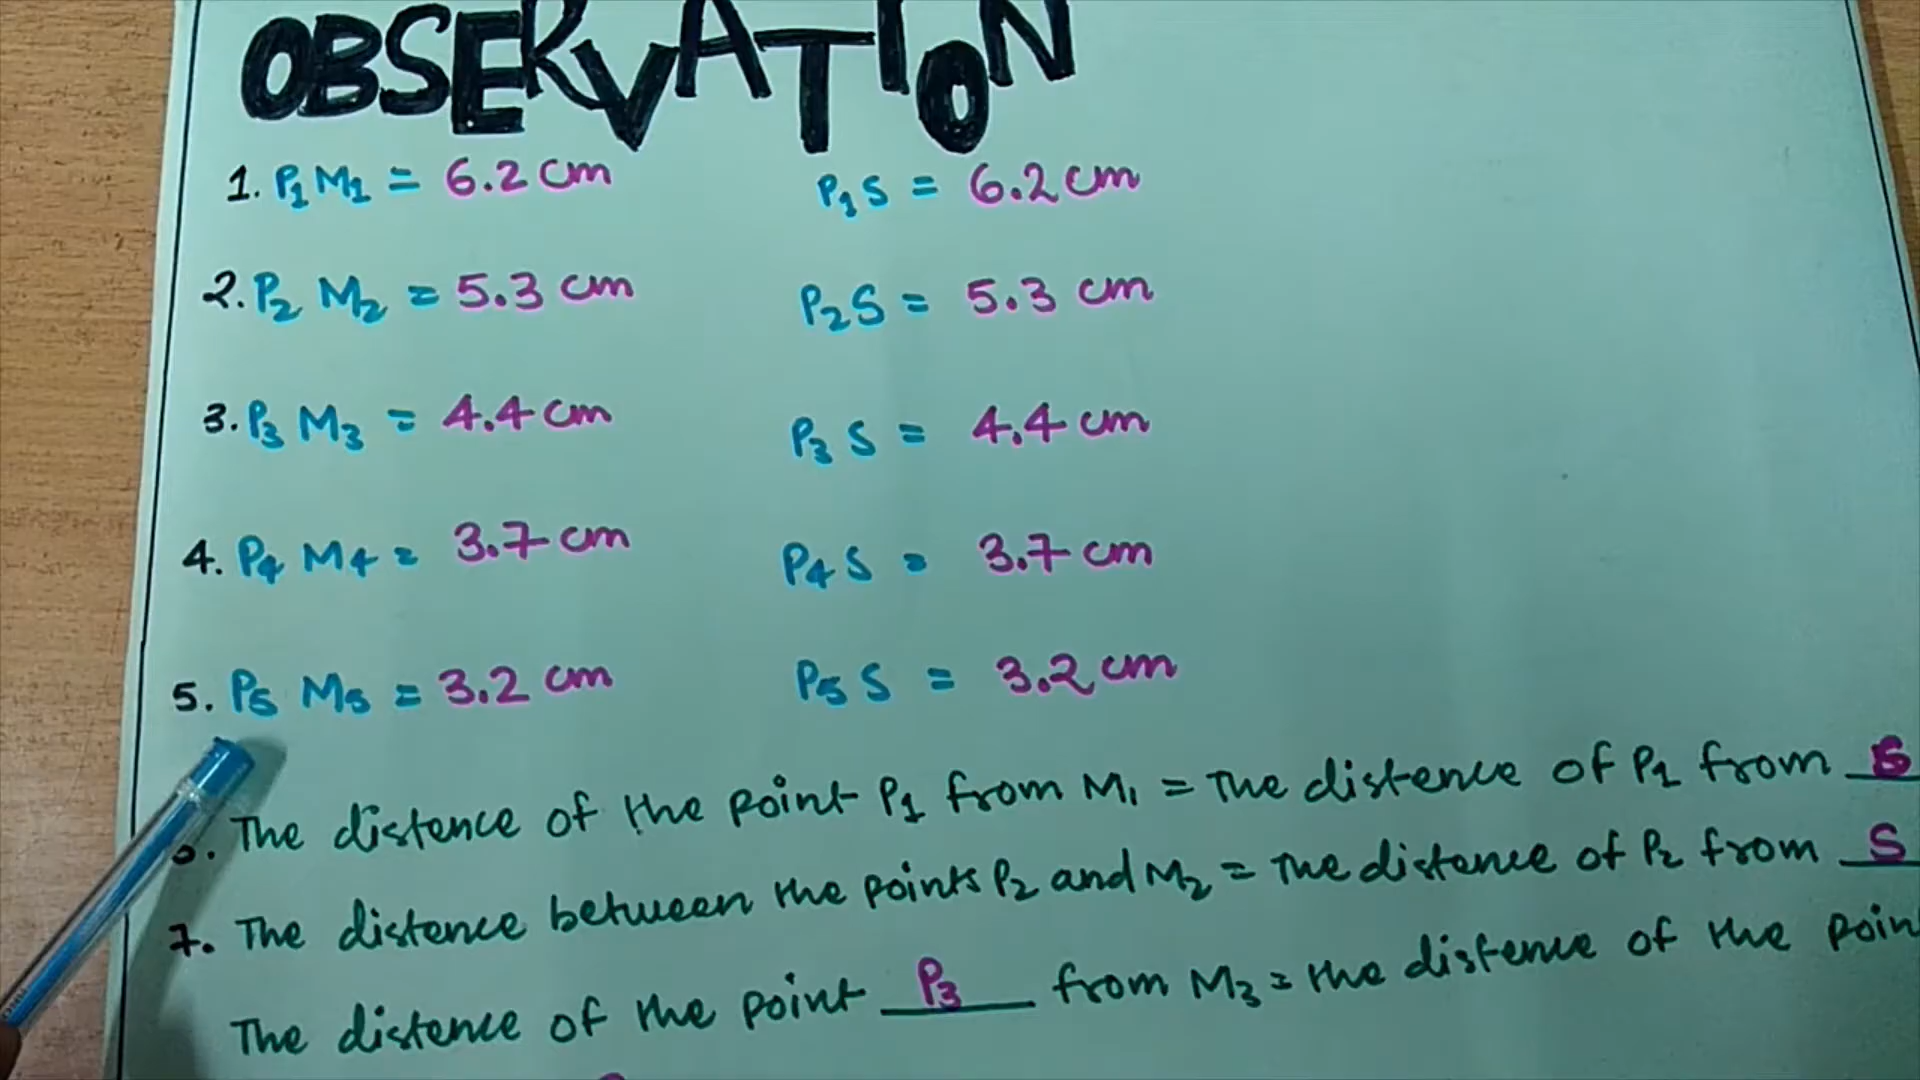 OBSERVATION
1. P1 M1 = 6.2 cm P1 S = 6.2 cm
2. P2 M2 = 5.3 cm P2 S = 5.3 cm
3. P3 M3 = 4.4 cm P3 S = 4.4 cm
4. P4 M4 = 3.7 cm P4 S = 3.7 cm
5. P5 M5 = 3.2 cm P5 S = 3.2 cm
6. The distence of the point P1 from M1 = The distence of P1 from S
7. The distence between the points P2 and M2 = The distence of P2 from S
The distence of the point P3 from M3 = the distence of the poin